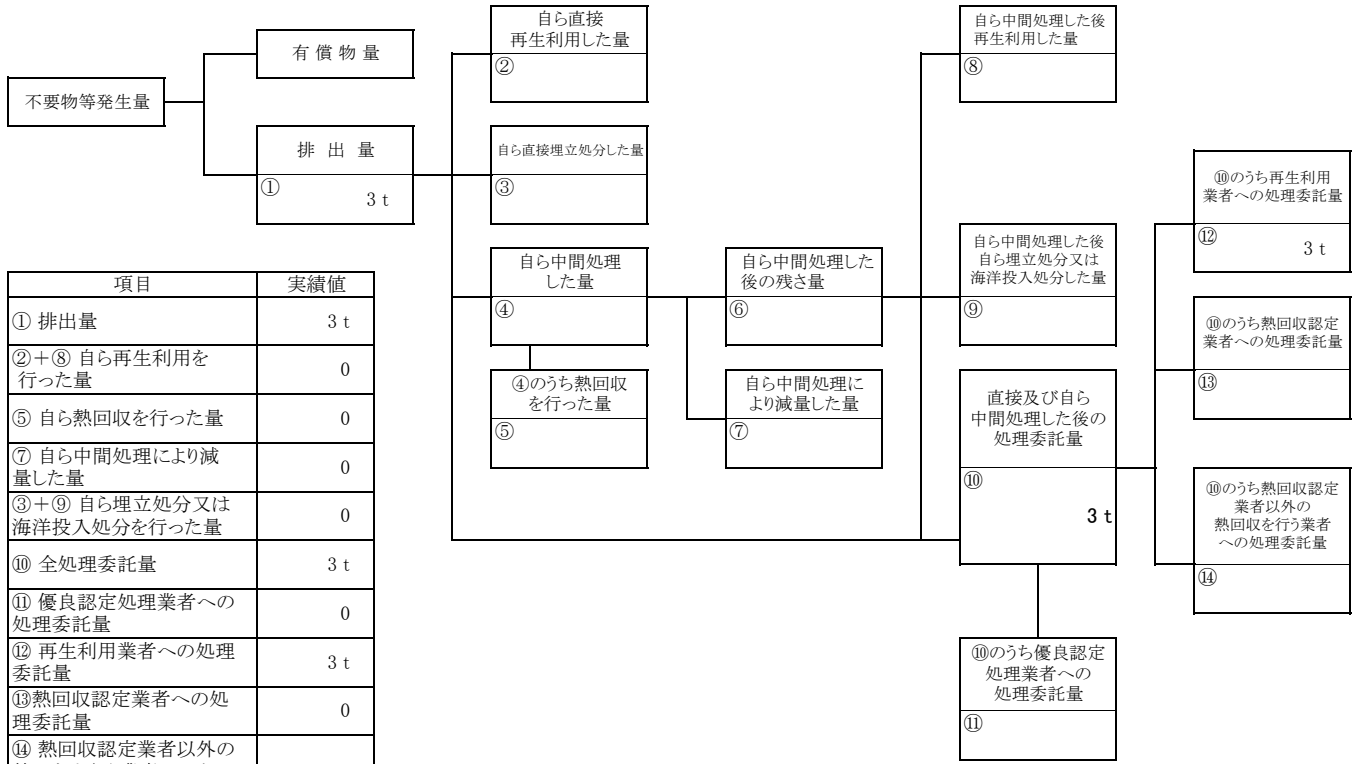 不要物等発生量
有 償 物 量
排 出 量
①
3 t
自ら直接
再生利用した量
②
自ら直接埋立処分した量
③
自ら中間処理
した量
④
④のうち熱回収
を行った量
⑤
自ら中間処理した
後の残さ量
⑥
自ら中間処理に
より減量した量
⑦
自ら中間処理した後
再生利用した量
⑧
自ら中間処理した後
自ら埋立処分又は
海洋投入処分した量
⑨
直接及び自ら
中間処理した後の
処理委託量
⑩
3 t
⑩のうち優良認定
処理業者への
処理委託量
⑪
⑩のうち再生利用
業者への処理委託量
⑫
3 t
⑩のうち熱回収認定
業者への処理委託量
⑬
⑩のうち熱回収認定
業者以外の
熱回収を行う業者
への処理委託量
⑭
項目 実績値
① 排出量 3 t
②+⑧ 自ら再生利用を
行った量 0
⑤ 自ら熱回収を行った量 0
⑦ 自ら中間処理により減
量した量 0
③+⑨ 自ら埋立処分又は
海洋投入処分を行った量 0
⑩ 全処理委託量 3 t
⑪ 優良認定処理業者への
処理委託量 0
⑫ 再生利用業者への処理
委託量 3 t
⑬熱回収認定業者への処
理委託量 0
⑭ 熱回収認定業者以外の